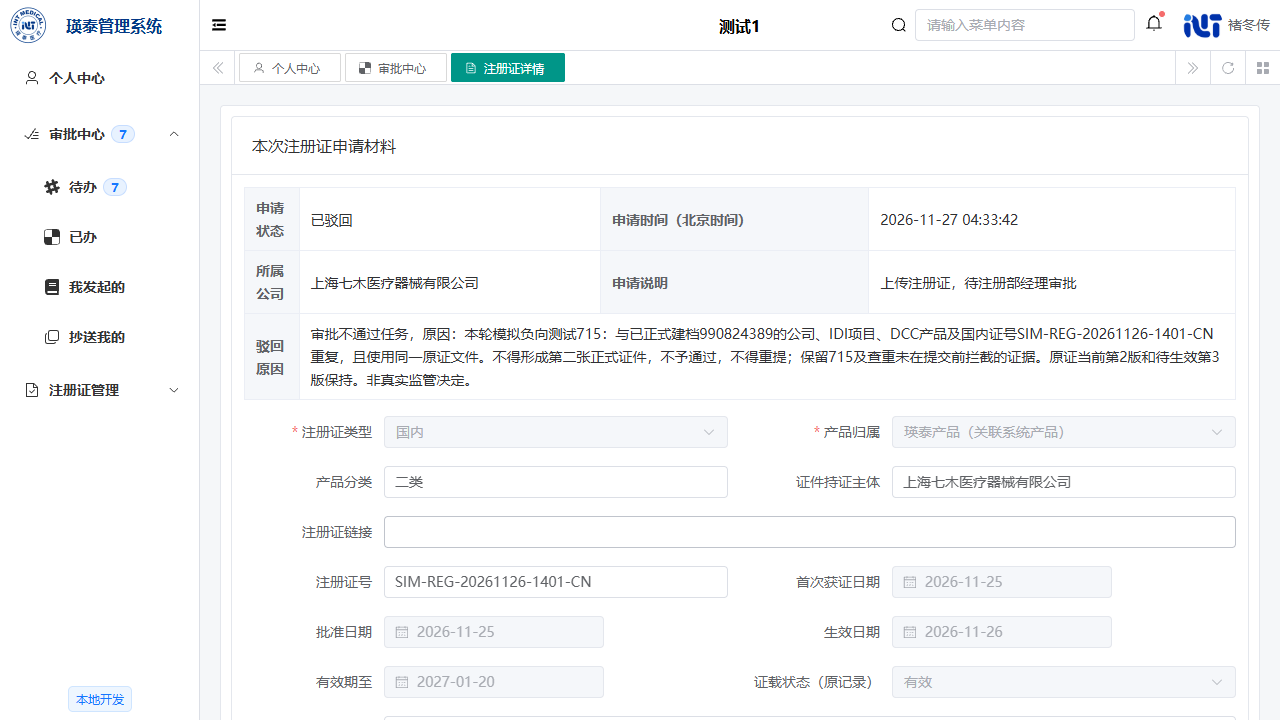 瑛泰管理系统
测试1
请输入菜单内容
褚冬传
个人中心
审批中心 7
待办 7
已办
我发起的
抄送我的
注册证管理
本地开发
个人中心
审批中心
注册证详情
本次注册证申请材料
申请状态
已驳回
申请时间（北京时间）
2026-11-27 04:33:42
所属公司
上海七木医疗器械有限公司
申请说明
上传注册证，待注册部经理审批
驳回原因
审批不通过任务，原因：本轮模拟负向测试715：与已正式建档990824389的公司、IDI项目、DCC产品及国内证号SIM-REG-20261126-1401-CN
重复，且使用同一原证文件。不得形成第二张正式证件，不予通过，不得重提；保留715及查重未在提交前拦截的证据。原证当前第2版和待生效第3
版保持。非真实监管决定。
* 注册证类型
国内
* 产品归属
瑛泰产品（关联系统产品）
产品分类
二类
证件持证主体
上海七木医疗器械有限公司
注册证链接
注册证号
SIM-REG-20261126-1401-CN
首次获证日期
2026-11-25
批准日期
2026-11-25
生效日期
2026-11-26
有效期至
2027-01-20
证载状态（原记录）
有效